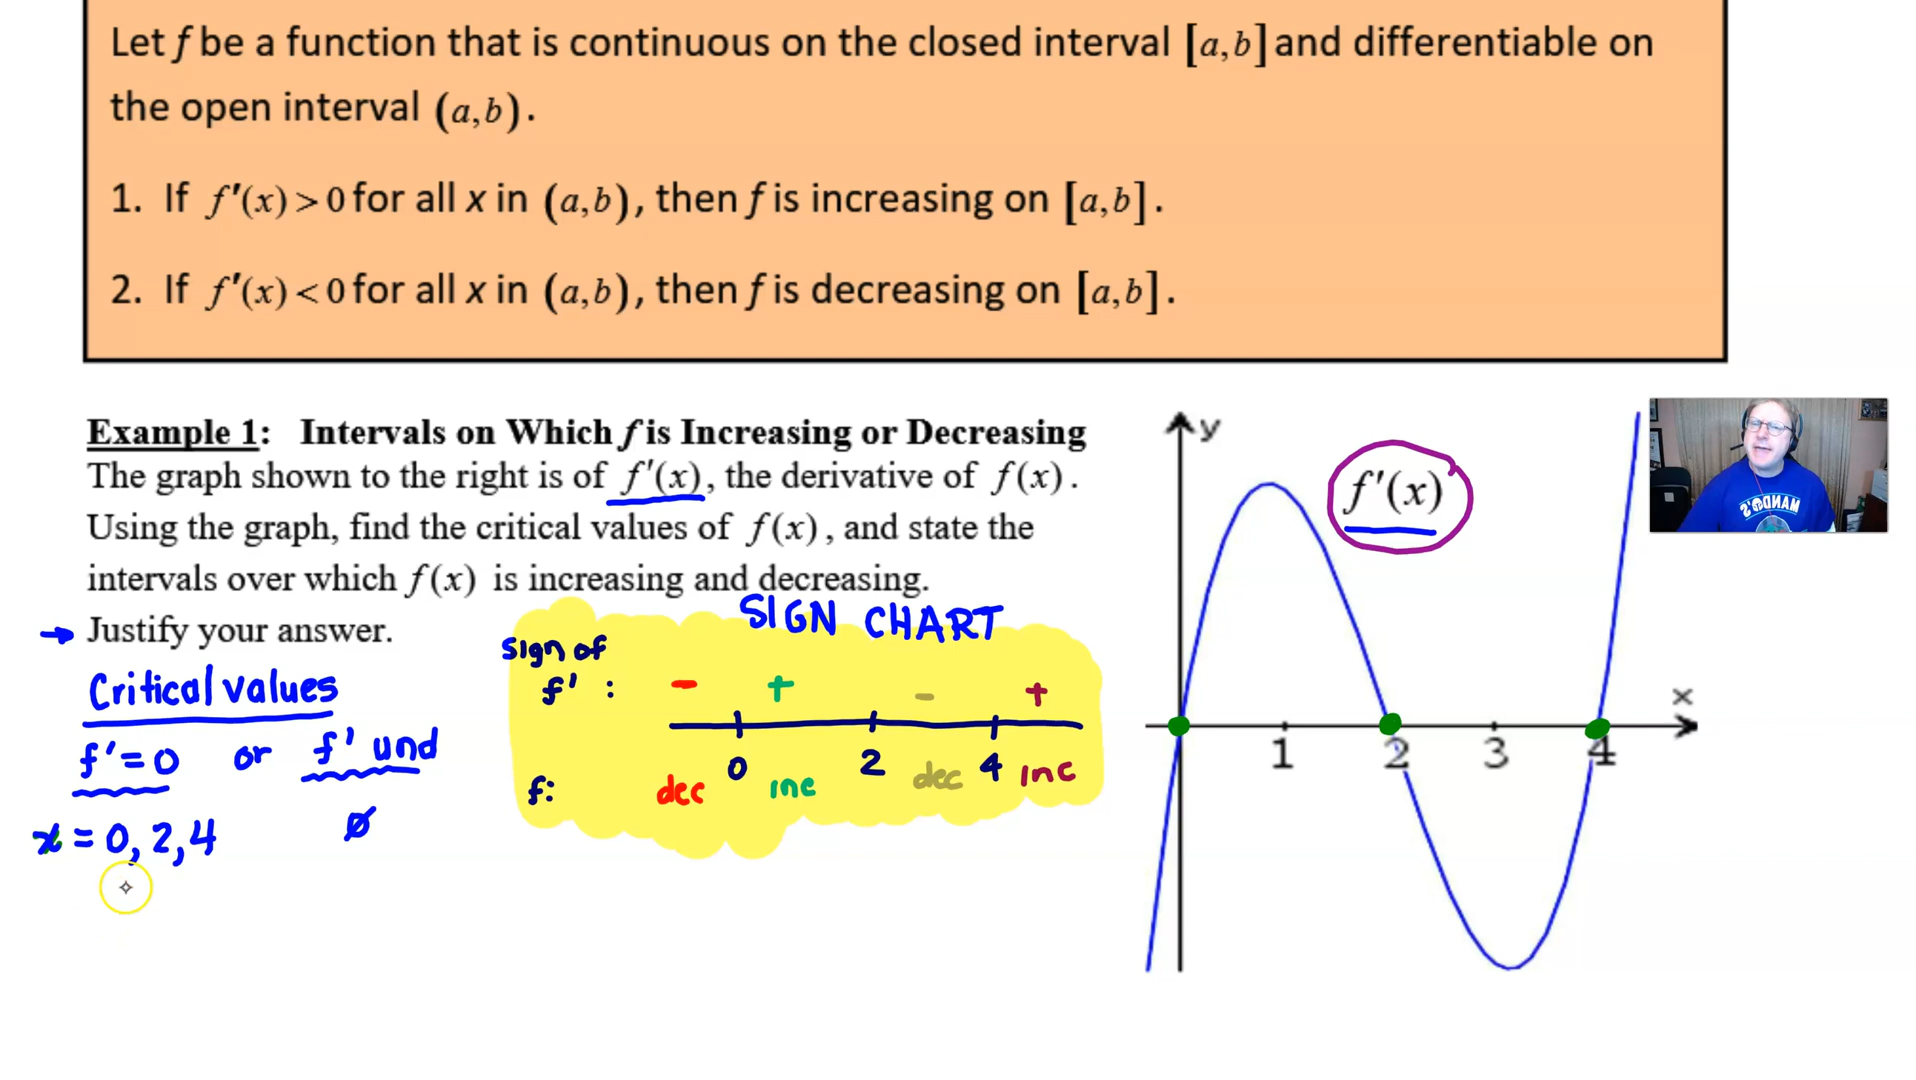 Let f be a function that is continuous on the closed interval [a,b] and differentiable on
the open interval (a,b).
1. If f'(x) > 0 for all x in (a,b), then f is increasing on [a,b].
2. If f'(x) < 0 for all x in (a,b), then f is decreasing on [a,b].
Example 1: Intervals on Which f is Increasing or Decreasing
The graph shown to the right is of f'(x), the derivative of f(x).
Using the graph, find the critical values of f(x), and state the
intervals over which f(x) is increasing and decreasing.
Justify your answer.
Critical values
f'=0 or f' und
x = 0, 2, 4 ∅
SIGN CHART
sign of
f' : − + − +
0 2 4
f: dec inc dec inc
y
f'(x)
x
1 2 3 4